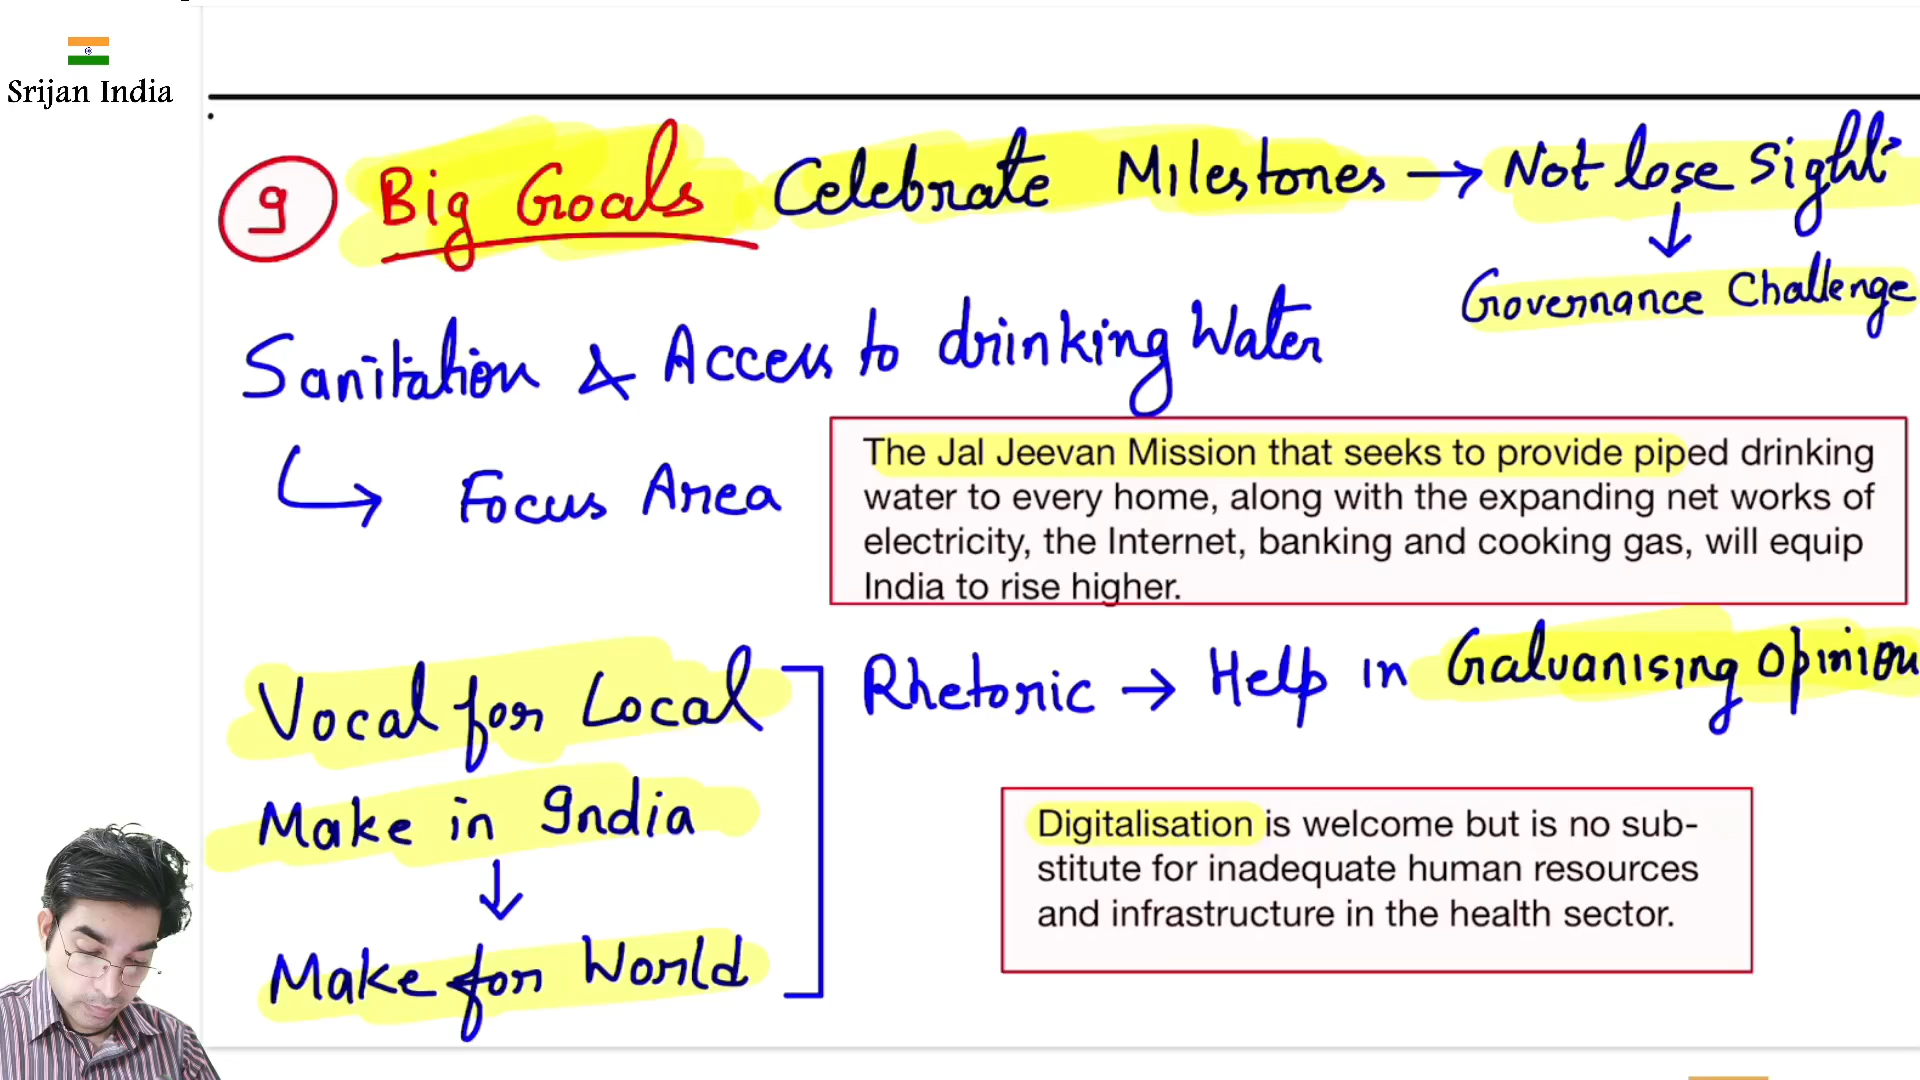 Srijan India
9 Big Goals Celebrate Milestones → Not lose sight
↓
Governance Challenge
Sanitation & Access to drinking Water
↳ Focus Area
The Jal Jeevan Mission that seeks to provide piped drinking
water to every home, along with the expanding net works of
electricity, the Internet, banking and cooking gas, will equip
India to rise higher.
Vocal for Local
Make in India
↓
Make for World
Rhetoric → Help in Galvanising Opinion
Digitalisation is welcome but is no sub-
stitute for inadequate human resources
and infrastructure in the health sector.